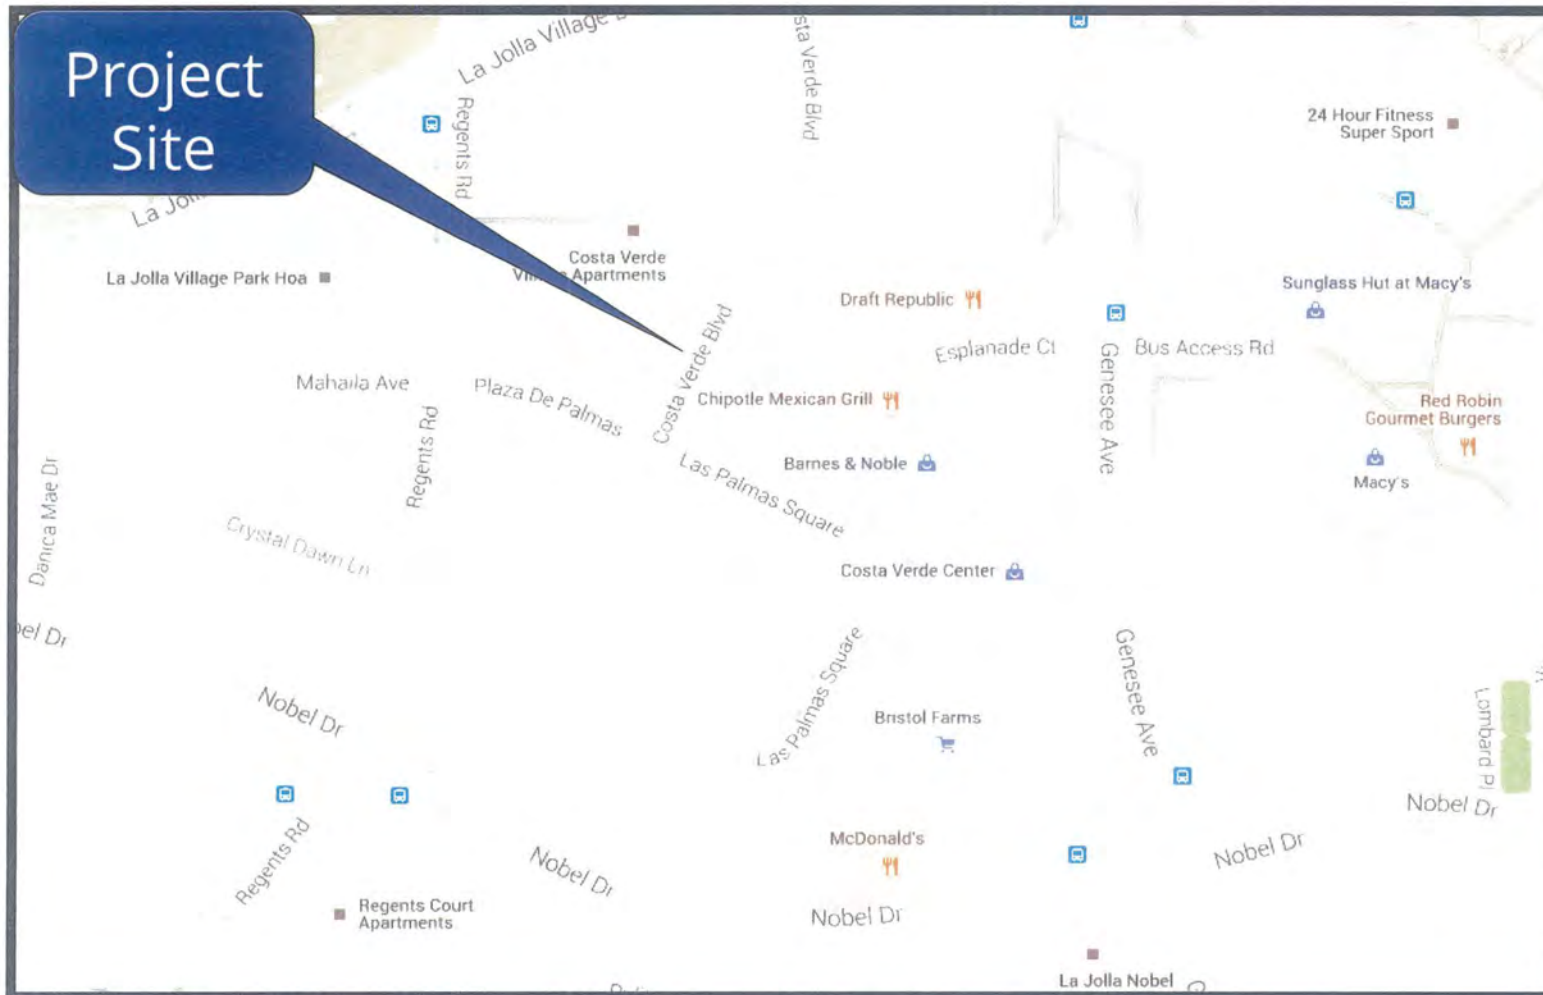 Project
Site
La Jolla Village
Regents Rd
Costa Verde Blvd
24 Hour Fitness
Super Sport
La Jol
La Jolla Village Park Hoa
Costa Verde
Apartments
Sunglass Hut at Macy's
Draft Republic
Esplanade Ct
Genesee Ave
Bus Access Rd
Costa Verde Blvd
Mahaila Ave
Plaza De Palmas
Chipotle Mexican Grill
Red Robin
Gourmet Burgers
Regents Rd
Las Palmas Square
Barnes & Noble
Macy's
Danica Mae Dr
Crystal Dawn Ln
Costa Verde Center
bel Dr
Las Palmas Square
Genesee Ave
Nobel Dr
Bristol Farms
Lombard Pl
Nobel Dr
Regents Rd
McDonald's
Nobel Dr
Nobel Dr
Regents Court
Apartments
Nobel Dr
La Jolla Nobel